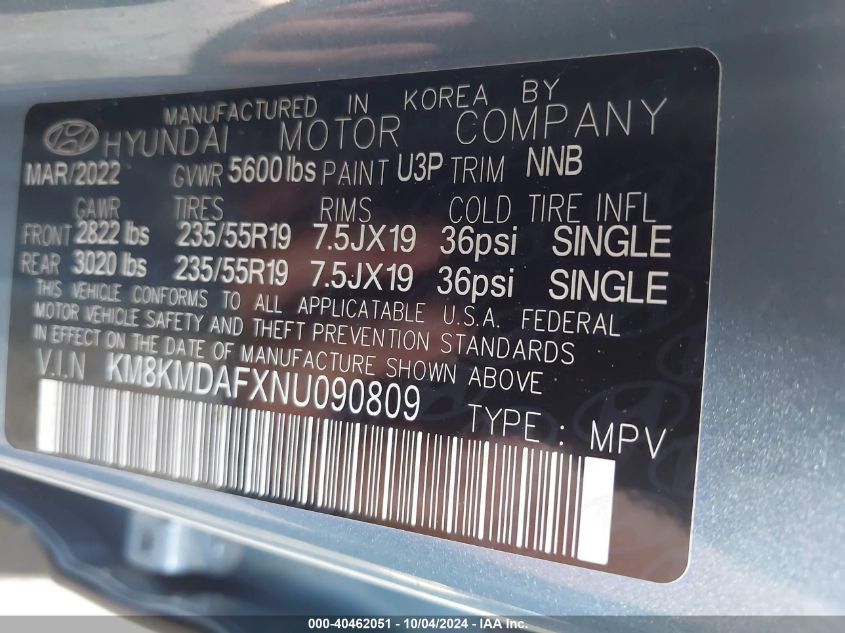 MANUFACTURED IN KOREA BY
HYUNDAI MOTOR COMPANY
MAR/2022 GVWR 5600 lbs PAINT U3P TRIM NNB
GAWR TIRES RIMS COLD TIRE INFL
FRONT 2822 lbs 235/55R19 7.5JX19 36psi SINGLE
REAR 3020 lbs 235/55R19 7.5JX19 36psi SINGLE
THIS VEHICLE CONFORMS TO ALL APPLICATABLE U.S.A. FEDERAL
MOTOR VEHICLE SAFETY AND THEFT PREVENTION STANDARDS
IN EFFECT ON THE DATE OF MANUFACTURE SHOWN ABOVE
V.I.N KM8KMDAFXNU090809
TYPE : MPV
000-40462051 - 10/04/2024 - IAA Inc.